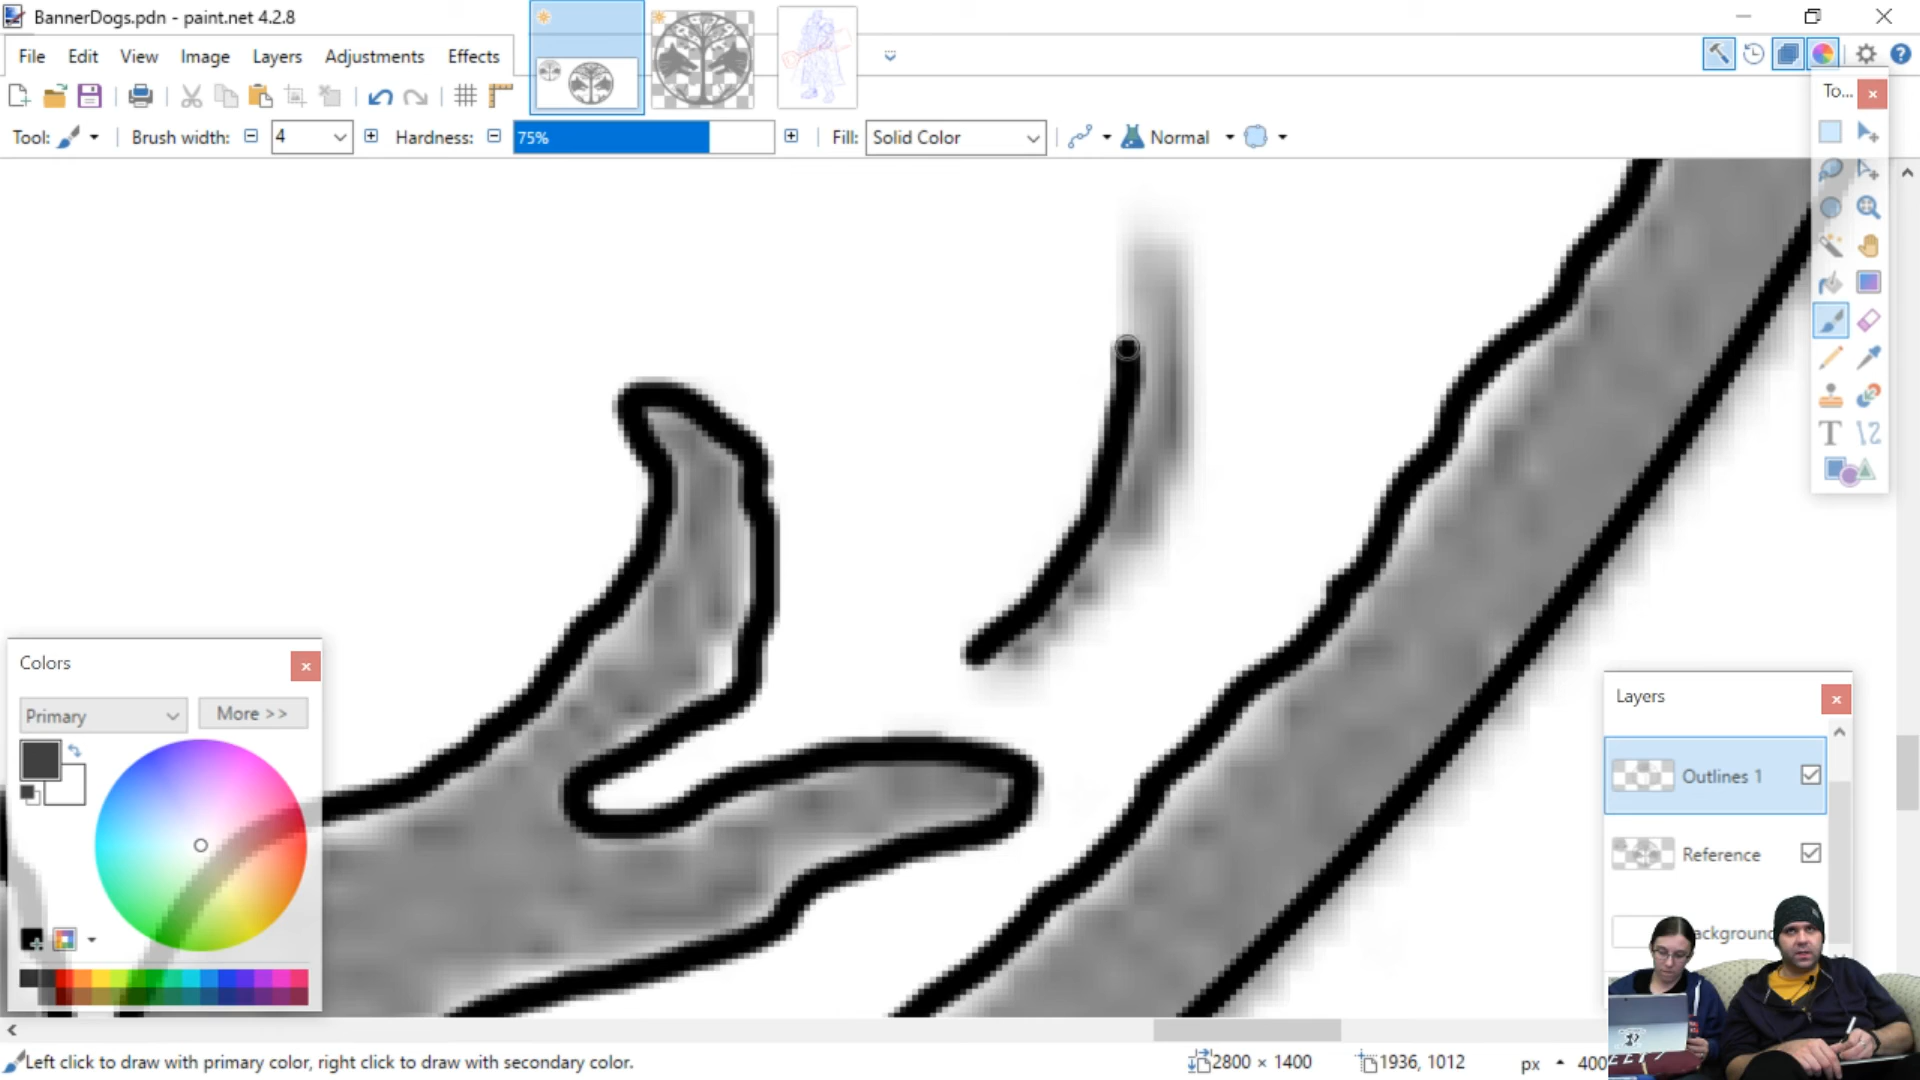 BannerDogs.pdn - paint.net 4.2.8
File Edit View Image Layers Adjustments Effects
Tool: Brush width: 4 Hardness: 75% Fill: Solid Color Normal
To...
Colors
Primary More >>
Layers
Outlines 1
Reference
ackground
Left click to draw with primary color, right click to draw with secondary color.
2800 × 1400 1936, 1012 px 400